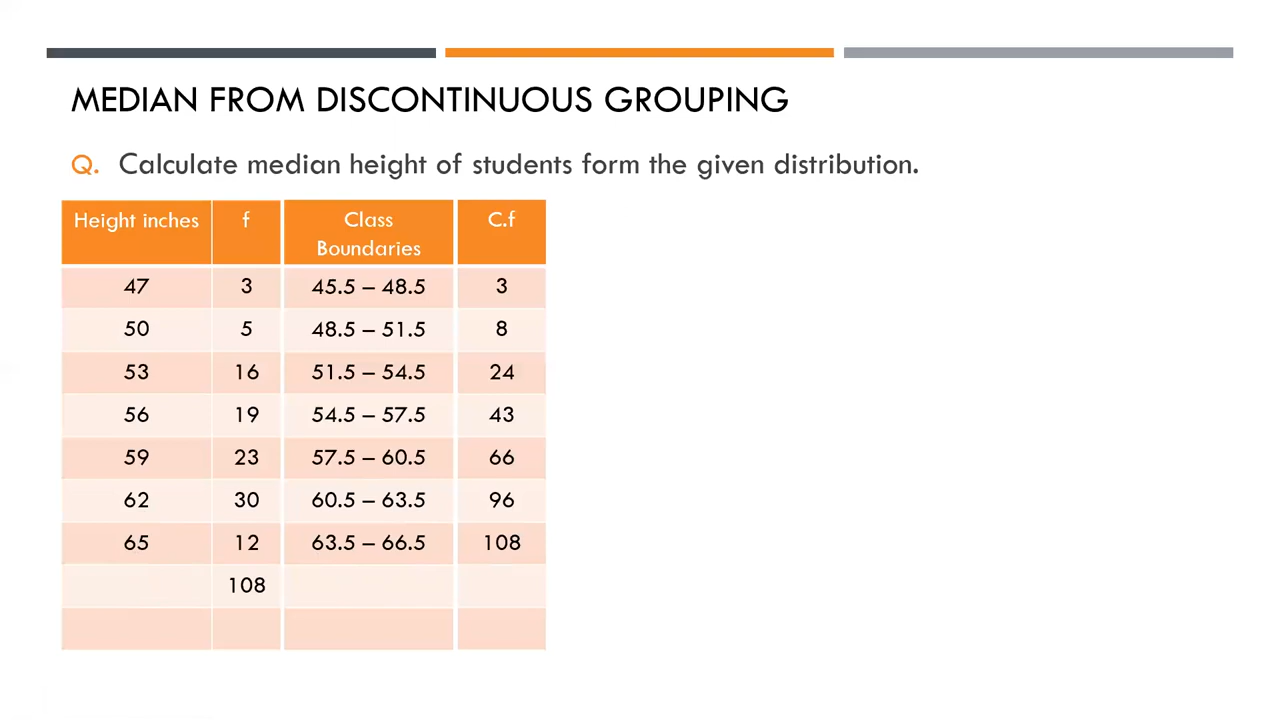 MEDIAN FROM DISCONTINUOUS GROUPING
Q. Calculate median height of students form the given distribution.
Height inches f Class Boundaries C.f
47 3 45.5 – 48.5 3
50 5 48.5 – 51.5 8
53 16 51.5 – 54.5 24
56 19 54.5 – 57.5 43
59 23 57.5 – 60.5 66
62 30 60.5 – 63.5 96
65 12 63.5 – 66.5 108
108